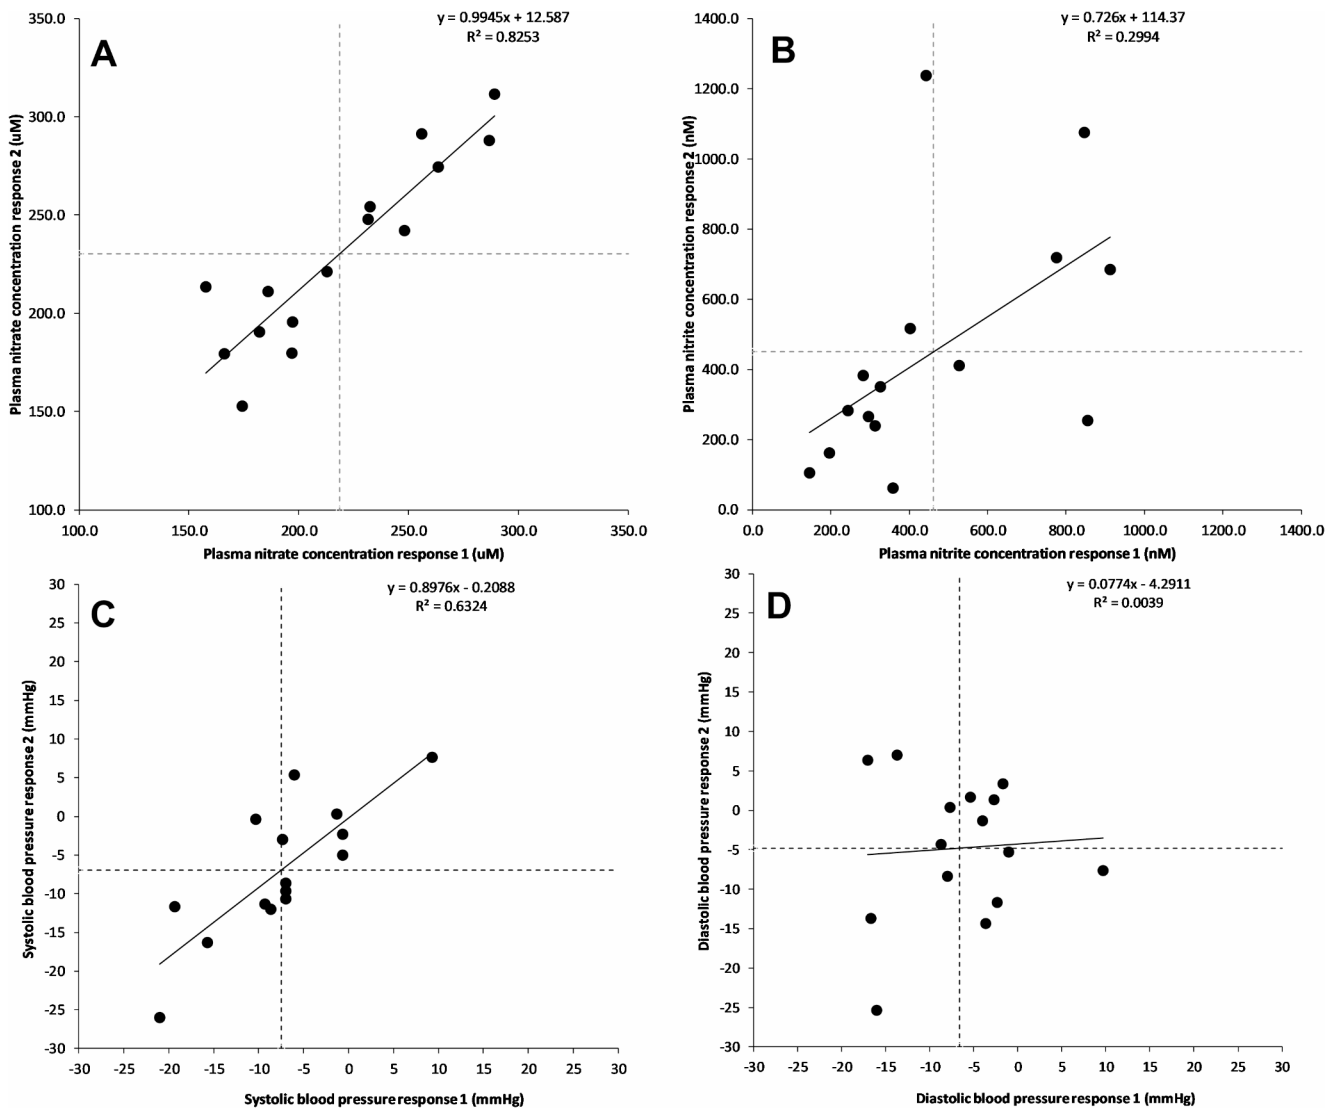 A
y = 0.9945x + 12.587
R² = 0.8253
Plasma nitrate concentration response 2 (uM)
350.0
300.0
250.0
200.0
150.0
100.0
100.0 150.0 200.0 250.0 300.0 350.0
Plasma nitrate concentration response 1 (uM)
B
y = 0.726x + 114.37
R² = 0.2994
Plasma nitrite concentration response 2 (nM)
1400.0
1200.0
1000.0
800.0
600.0
400.0
200.0
0.0
0.0 200.0 400.0 600.0 800.0 1000.0 1200.0 1400.0
Plasma nitrite concentration response 1 (nM)
C
y = 0.8976x - 0.2088
R² = 0.6324
Systolic blood pressure response 2 (mmHg)
30
25
20
15
10
5
0
-5
-10
-15
-20
-25
-30
-30 -25 -20 -15 -10 -5 0 5 10 15 20 25 30
Systolic blood pressure response 1 (mmHg)
D
y = 0.0774x - 4.2911
R² = 0.0039
Diastolic blood pressure response 2 (mmHg)
30
25
20
15
10
5
0
-5
-10
-15
-20
-25
-30
-30 -25 -20 -15 -10 -5 0 5 10 15 20 25 30
Diastolic blood pressure response 1 (mmHg)